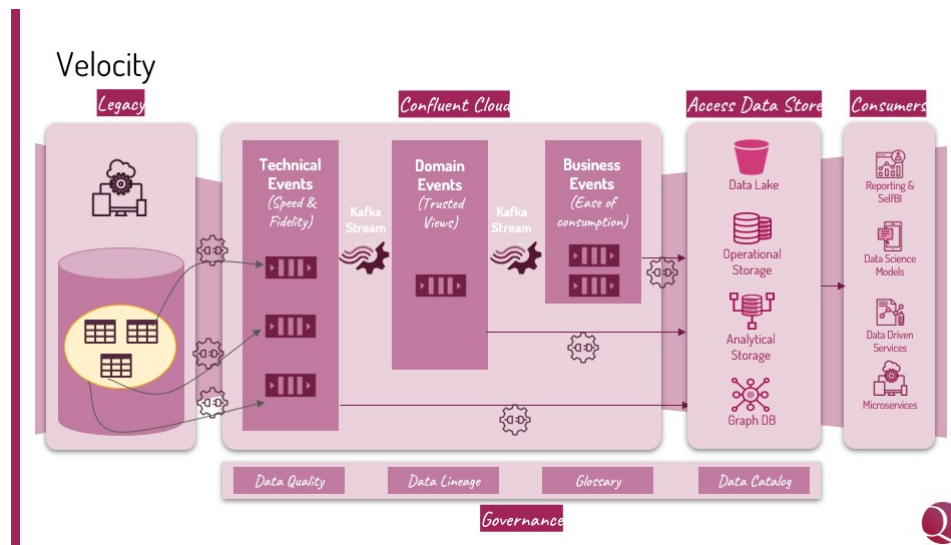 Velocity
Legacy
Confluent Cloud
Access Data Store
Consumers
Technical
Events
(Speed &
Fidelity)
Kafka
Stream
Domain
Events
(Trusted
Views)
Kafka
Stream
Business
Events
(Ease of
consumption)
Data Lake
Operational
Storage
Analytical
Storage
Graph DB
Reporting &
SelfBI
Data Science
Models
Data Driven
Services
Microservices
Data Quality
Data Lineage
Glossary
Data Catalog
Governance
Q